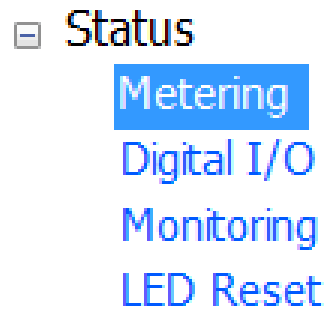 Status
Metering
Digital I/O
Monitoring
LED Reset